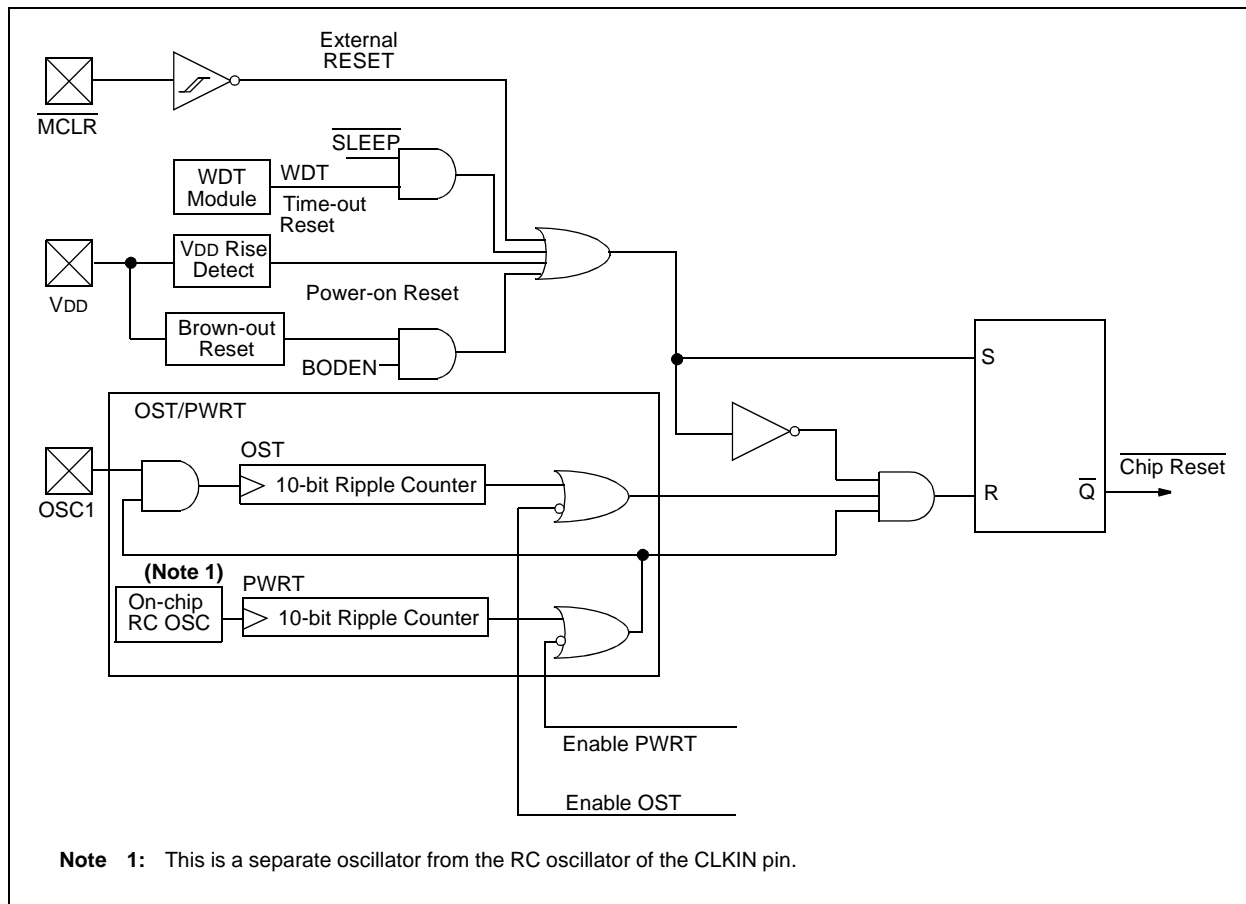 External
RESET
MCLR
SLEEP
WDT
Module
WDT
Time-out
Reset
VDD
VDD Rise
Detect
Power-on Reset
Brown-out
Reset
BODEN
S
OST/PWRT
OST
10-bit Ripple Counter
OSC1
Chip Reset
R
Q
(Note 1)
On-chip
RC OSC
PWRT
10-bit Ripple Counter
Enable PWRT
Enable OST
Note 1: This is a separate oscillator from the RC oscillator of the CLKIN pin.